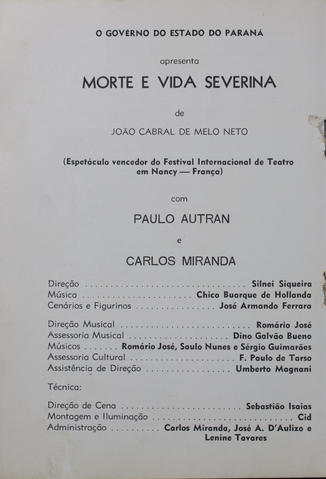 O GOVÊRNO DO ESTADO DO PARANÁ
apresenta
MORTE E VIDA SEVERINA
de
JOÃO CABRAL DE MELO NETO
(Espetáculo vencedor do Festival Internacional de Teatro
em Nancy — França)
com
PAULO AUTRAN
e
CARLOS MIRANDA
Direção . . . . . . . . . . . . . . . . . . . . . . . . . . . Silnei Siqueira
Música . . . . . . . . . . . . . . . . . . . . Chico Buarque de Hollanda
Cenários e Figurinos . . . . . . . . . . . . . . . José Armando Ferrara
Direção Musical . . . . . . . . . . . . . . . . . . . . . . Romário José
Assessoria Musical . . . . . . . . . . . . . . . . . . Dino Galvão Bueno
Músicos . . . . . . Romário José, Saulo Nunes e Sérgio Guimarães
Assessoria Cultural . . . . . . . . . . . . . . . . . . F. Paulo de Tarso
Assistência de Direção . . . . . . . . . . . . . . . . Umberto Magnani
Técnica:
Direção de Cena . . . . . . . . . . . . . . . . . . . . Sebastião Isaias
Montagem e Iluminação . . . . . . . . . . . . . . . . . . . . . . . . Cid
Administração . . . . . . . . . . Carlos Miranda, José A. D'Aulizo e
Lenine Tavares